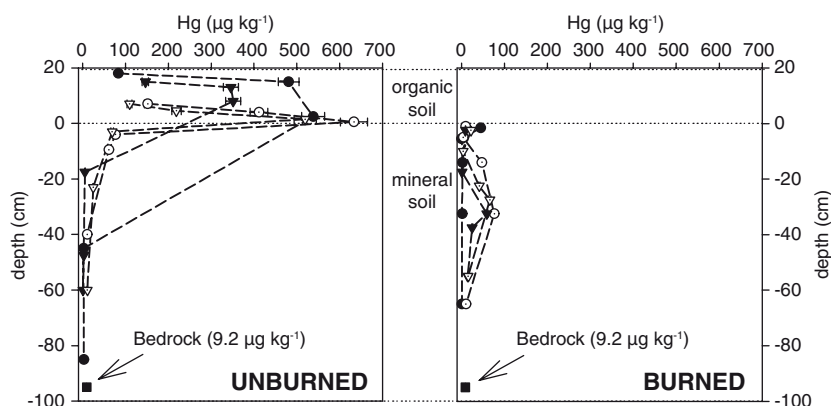 Hg (µg kg⁻¹)
0 100 200 300 400 500 600 700
20
0
-20
-40
-60
-80
-100
depth (cm)
Bedrock (9.2 µg kg⁻¹)
UNBURNED
organic
soil
mineral
soil
Hg (µg kg⁻¹)
0 100 200 300 400 500 600 700
20
0
-20
-40
-60
-80
-100
depth (cm)
Bedrock (9.2 µg kg⁻¹)
BURNED